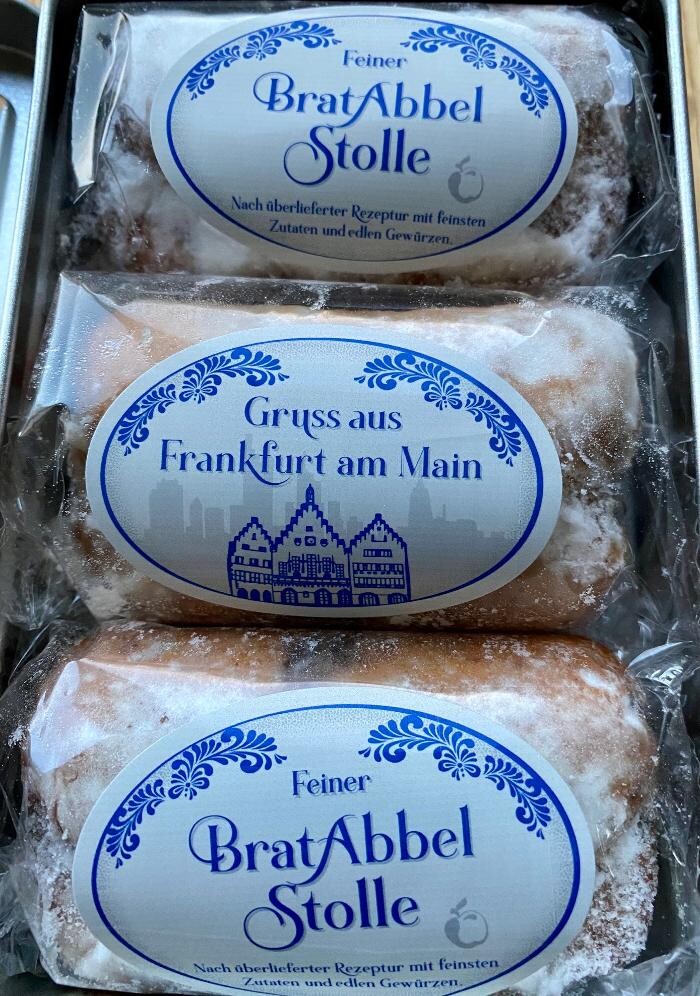 Feiner
BratAbbel
Stolle
Nach überlieferter Rezeptur mit feinsten
Zutaten und edlen Gewürzen.
Gruss aus
Frankfurt am Main
Feiner
BratAbbel
Stolle
Nach überlieferter Rezeptur mit feinsten
Zutaten und edlen Gewürzen.